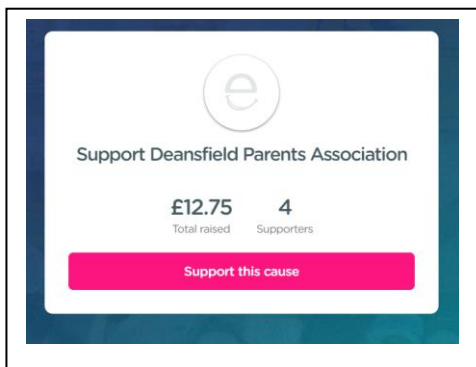 e
Support Deansfield Parents Association
£12.75 4
Total raised Supporters
Support this cause